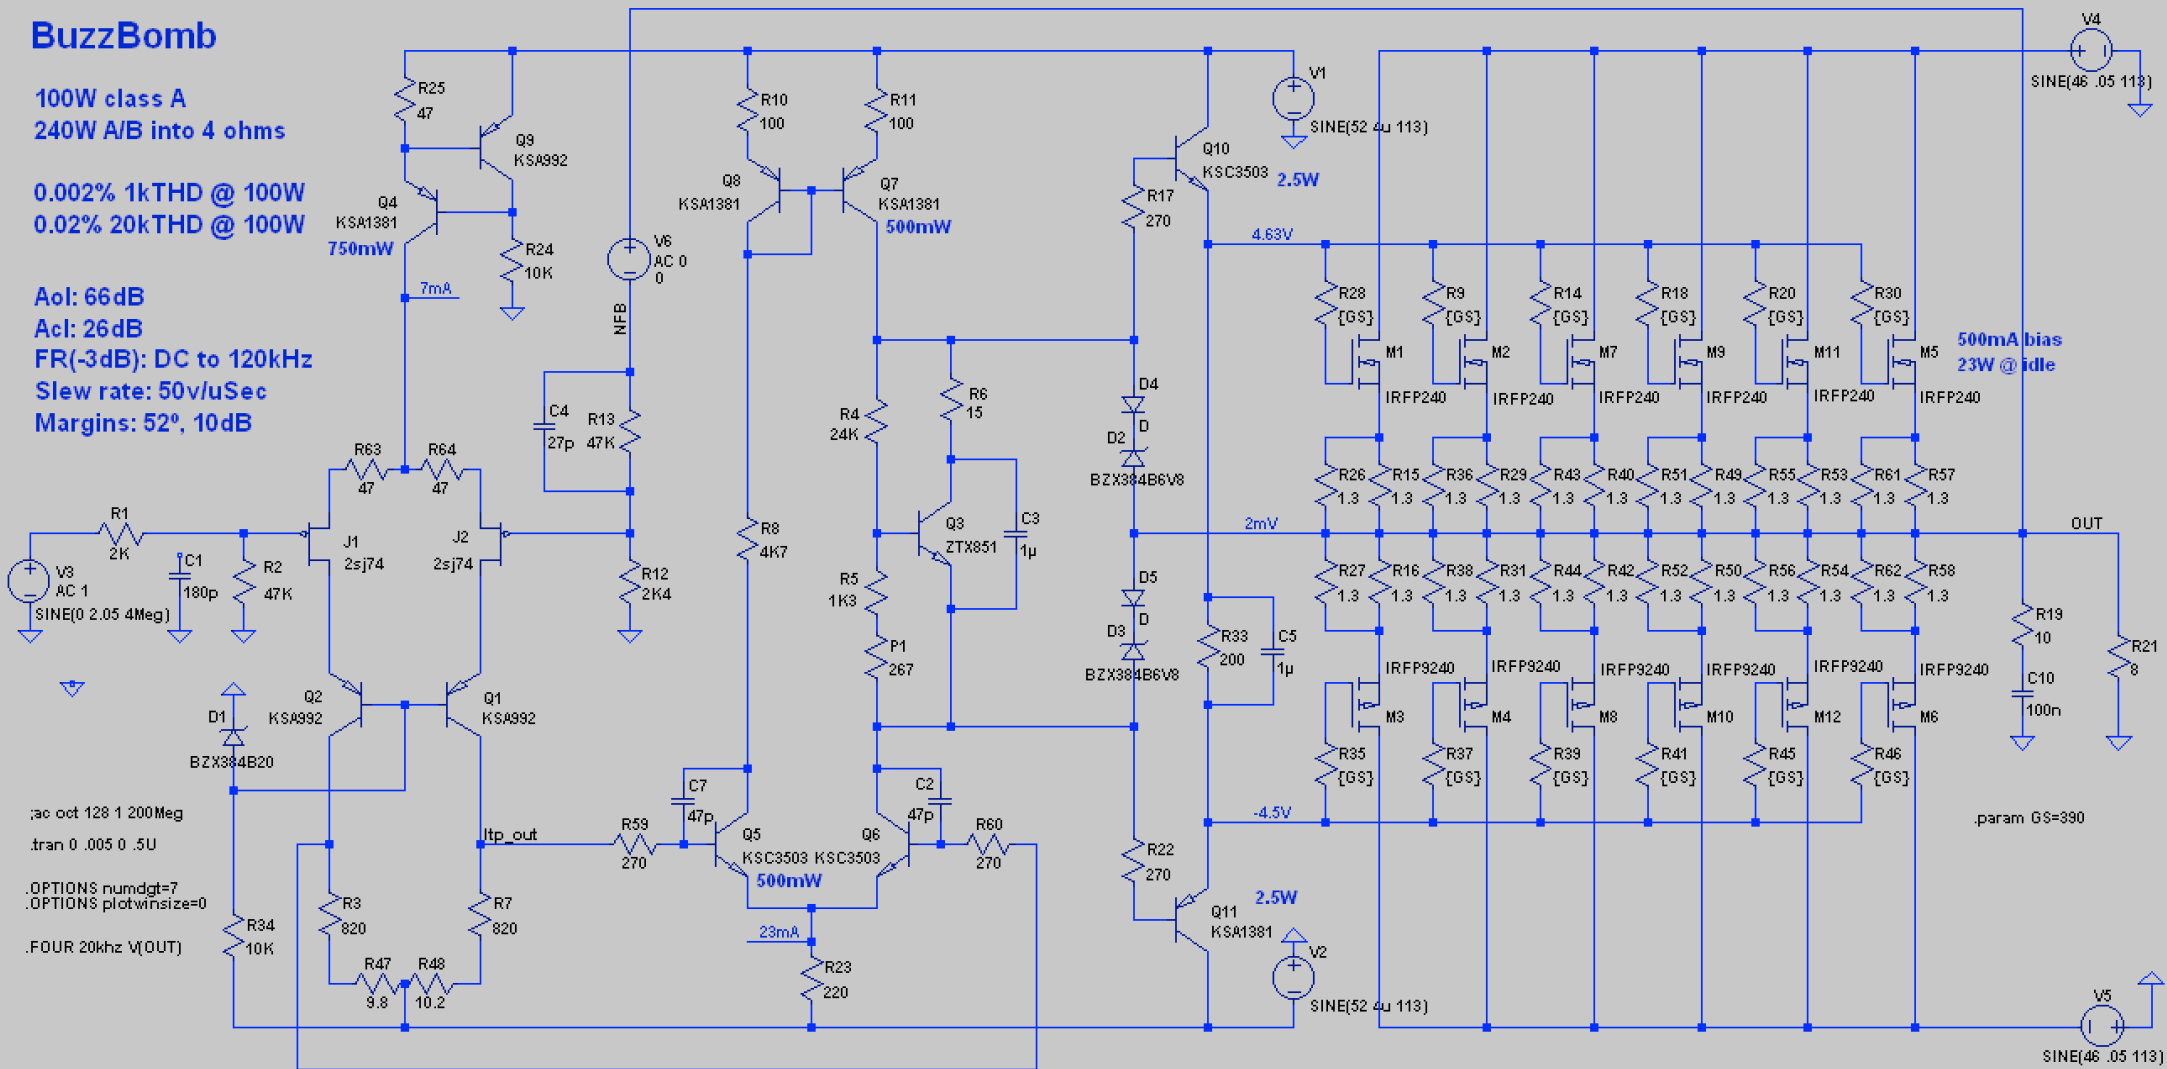 BuzzBomb
100W class A
240W A/B into 4 ohms
0.002% 1kTHD @ 100W
0.02% 20kTHD @ 100W
Aol: 66dB
Acl: 26dB
FR(-3dB): DC to 120kHz
Slew rate: 50v/uSec
Margins: 52º, 10dB
R25
47
Q9
KSA992
Q4
KSA1381
750mW
R24
10K
7mA
V6
AC 0
0
NFB
C4
27p
R13
47K
R63
47
R64
47
R1
2K
V3
AC 1
SINE(0 2.05 4Meg)
C1
180p
R2
47K
J1
2sj74
J2
2sj74
R12
2K4
Q2
KSA992
Q1
KSA992
D1
BZX384B20
R34
10K
R3
820
R7
820
R47
9.8
R48
10.2
ltp_out
;ac oct 128 1 200Meg
.tran 0 .005 0 .5U
.OPTIONS numdgt=7
.OPTIONS plotwinsize=0
.FOUR 20khz V(OUT)
R10
100
R11
100
Q8
KSA1381
Q7
KSA1381
500mW
R8
4K7
R4
24K
R5
1K3
P1
267
R6
15
Q3
ZTX851
C3
1µ
C7
47p
C2
47p
R59
270
Q5
KSC3503
500mW
Q6
KSC3503
R60
270
23mA
R23
220
V1
SINE(52 4u 113)
Q10
KSC3503
2.5W
R17
270
4.63V
D4
D
D2
BZX384B6V8
2mV
D5
D
D3
BZX384B6V8
R33
200
C5
1µ
-4.5V
R22
270
Q11
KSA1381
2.5W
V2
SINE(52 4u 113)
V4
SINE(46 .05 113)
R28
{GS}
R9
{GS}
R14
{GS}
R18
{GS}
R20
{GS}
R30
{GS}
500mA bias
23W @ idle
M1
IRFP240
M2
IRFP240
M7
IRFP240
M9
IRFP240
M11
IRFP240
M5
IRFP240
R26
1.3
R15
1.3
R36
1.3
R29
1.3
R43
1.3
R40
1.3
R51
1.3
R49
1.3
R55
1.3
R53
1.3
R61
1.3
R57
1.3
OUT
R27
1.3
R16
1.3
R38
1.3
R31
1.3
R44
1.3
R42
1.3
R52
1.3
R50
1.3
R56
1.3
R54
1.3
R62
1.3
R58
1.3
IRFP9240
M3
IRFP9240
M4
IRFP9240
M8
IRFP9240
M10
IRFP9240
M12
IRFP9240
M6
R35
{GS}
R37
{GS}
R39
{GS}
R41
{GS}
R45
{GS}
R46
{GS}
R19
10
C10
100n
R21
8
.param GS=390
V5
SINE(46 .05 113)